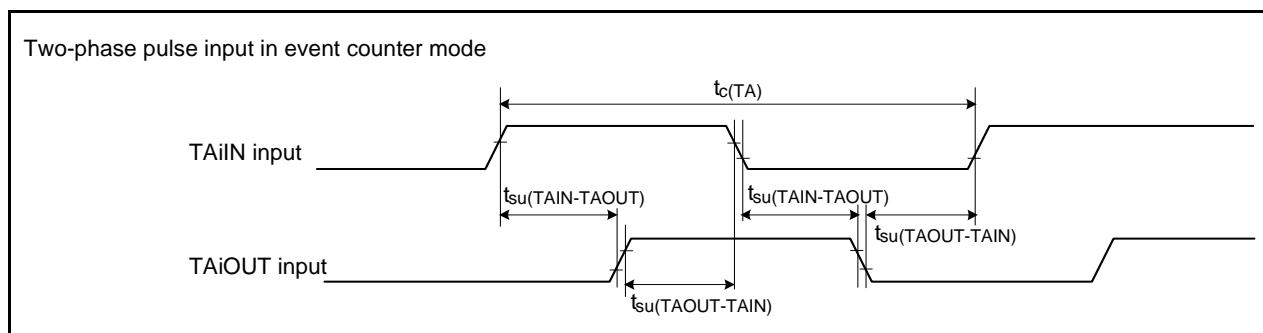 Two-phase pulse input in event counter mode
tc(TA)
TAiIN input
tsu(TAIN-TAOUT)
tsu(TAIN-TAOUT)
tsu(TAOUT-TAIN)
TAiOUT input
tsu(TAOUT-TAIN)